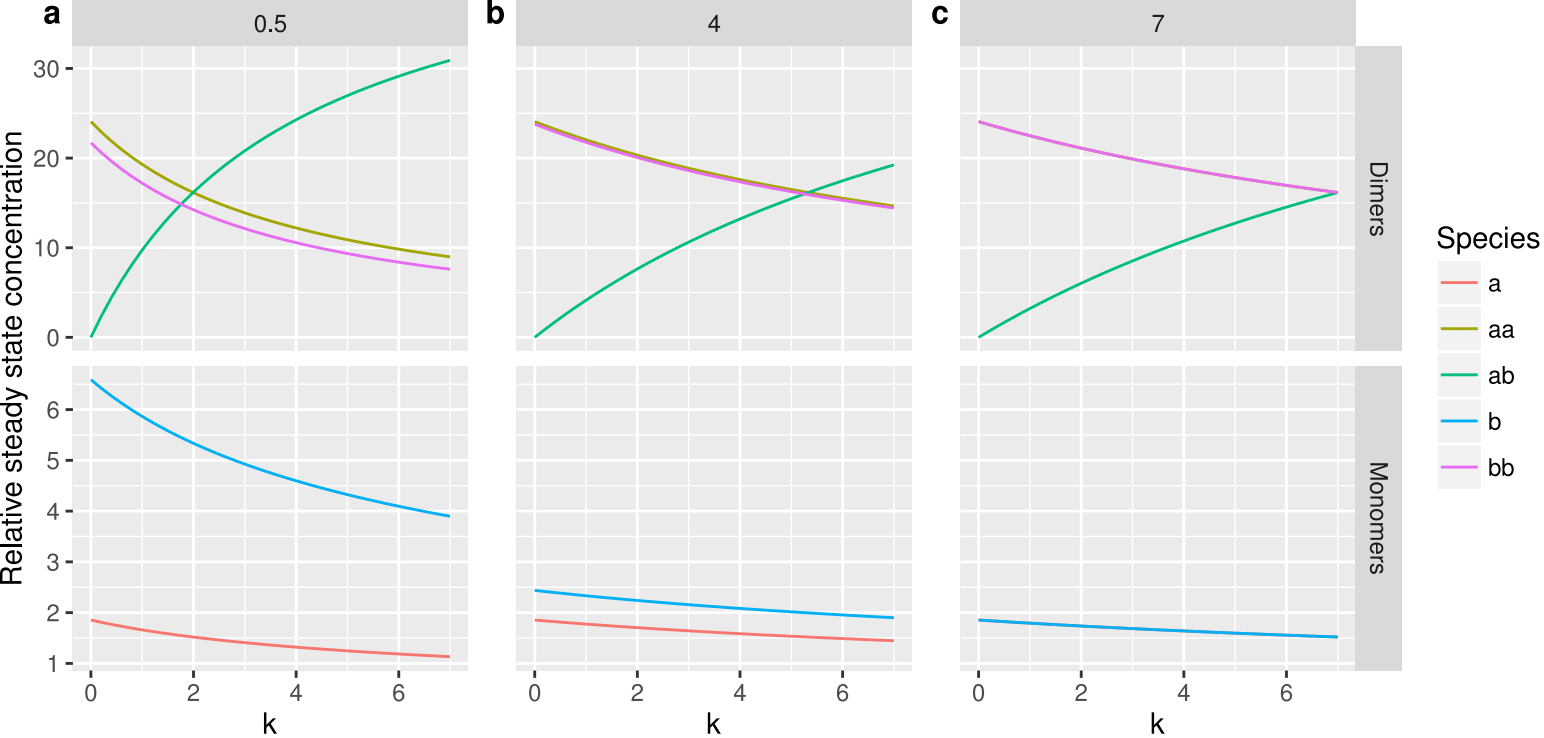 a
b
c
0.5
4
7
Relative steady state concentration
30
20
10
0
Dimers
6
5
4
3
2
1
Monomers
0 2 4 6
0 2 4 6
0 2 4 6
k
k
k
Species
a
aa
ab
b
bb